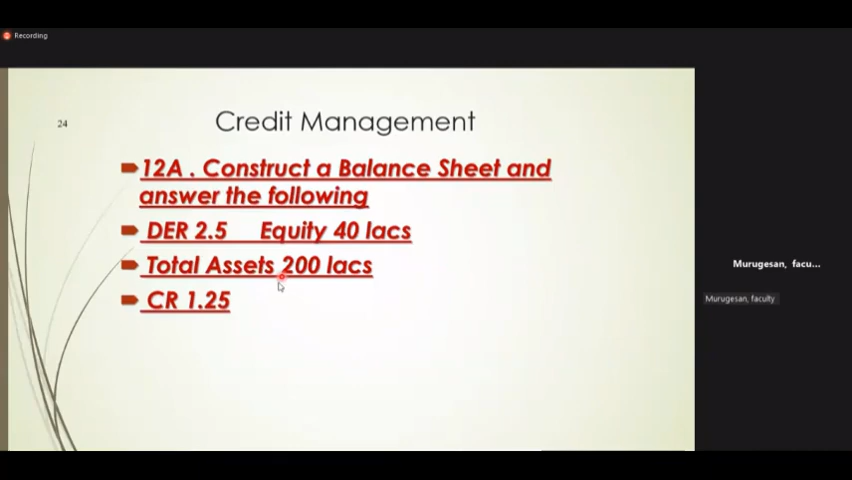 Recording
24
Credit Management
12A . Construct a Balance Sheet and
answer the following
DER 2.5 Equity 40 lacs
Total Assets 200 lacs
CR 1.25
Murugesan, facu...
Murugesan, faculty